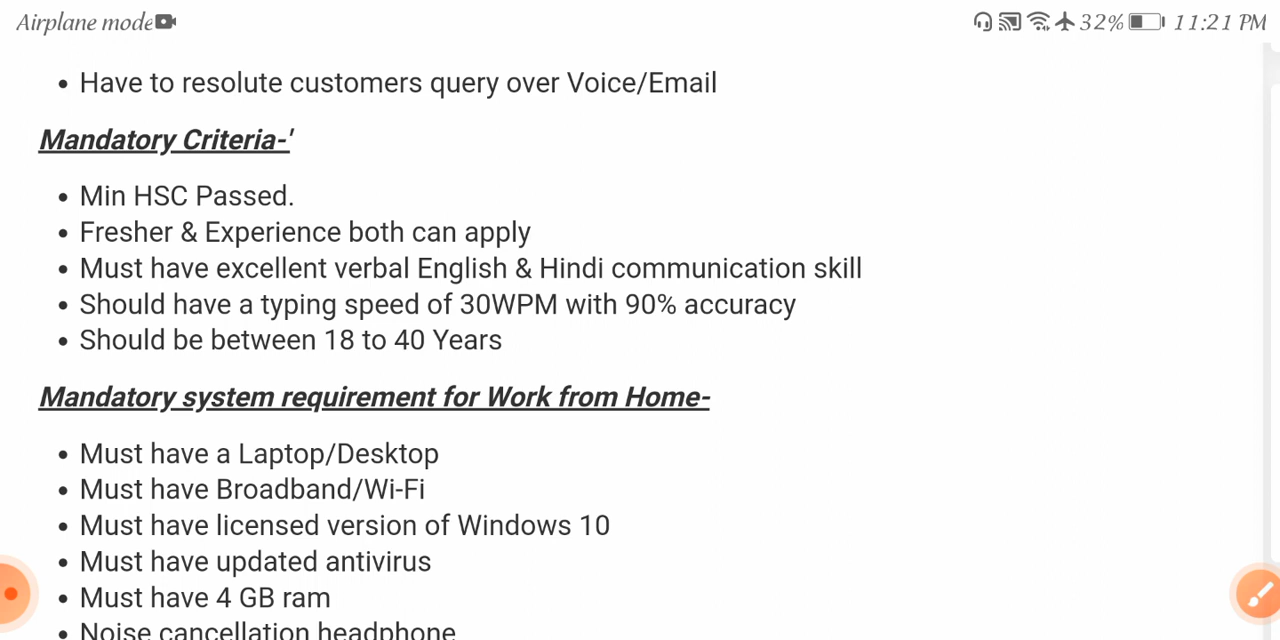 Airplane mode 32% 11:21 PM
• Have to resolute customers query over Voice/Email
Mandatory Criteria-'
• Min HSC Passed.
• Fresher & Experience both can apply
• Must have excellent verbal English & Hindi communication skill
• Should have a typing speed of 30WPM with 90% accuracy
• Should be between 18 to 40 Years
Mandatory system requirement for Work from Home-
• Must have a Laptop/Desktop
• Must have Broadband/Wi-Fi
• Must have licensed version of Windows 10
• Must have updated antivirus
• Must have 4 GB ram
• Noise cancellation headphone